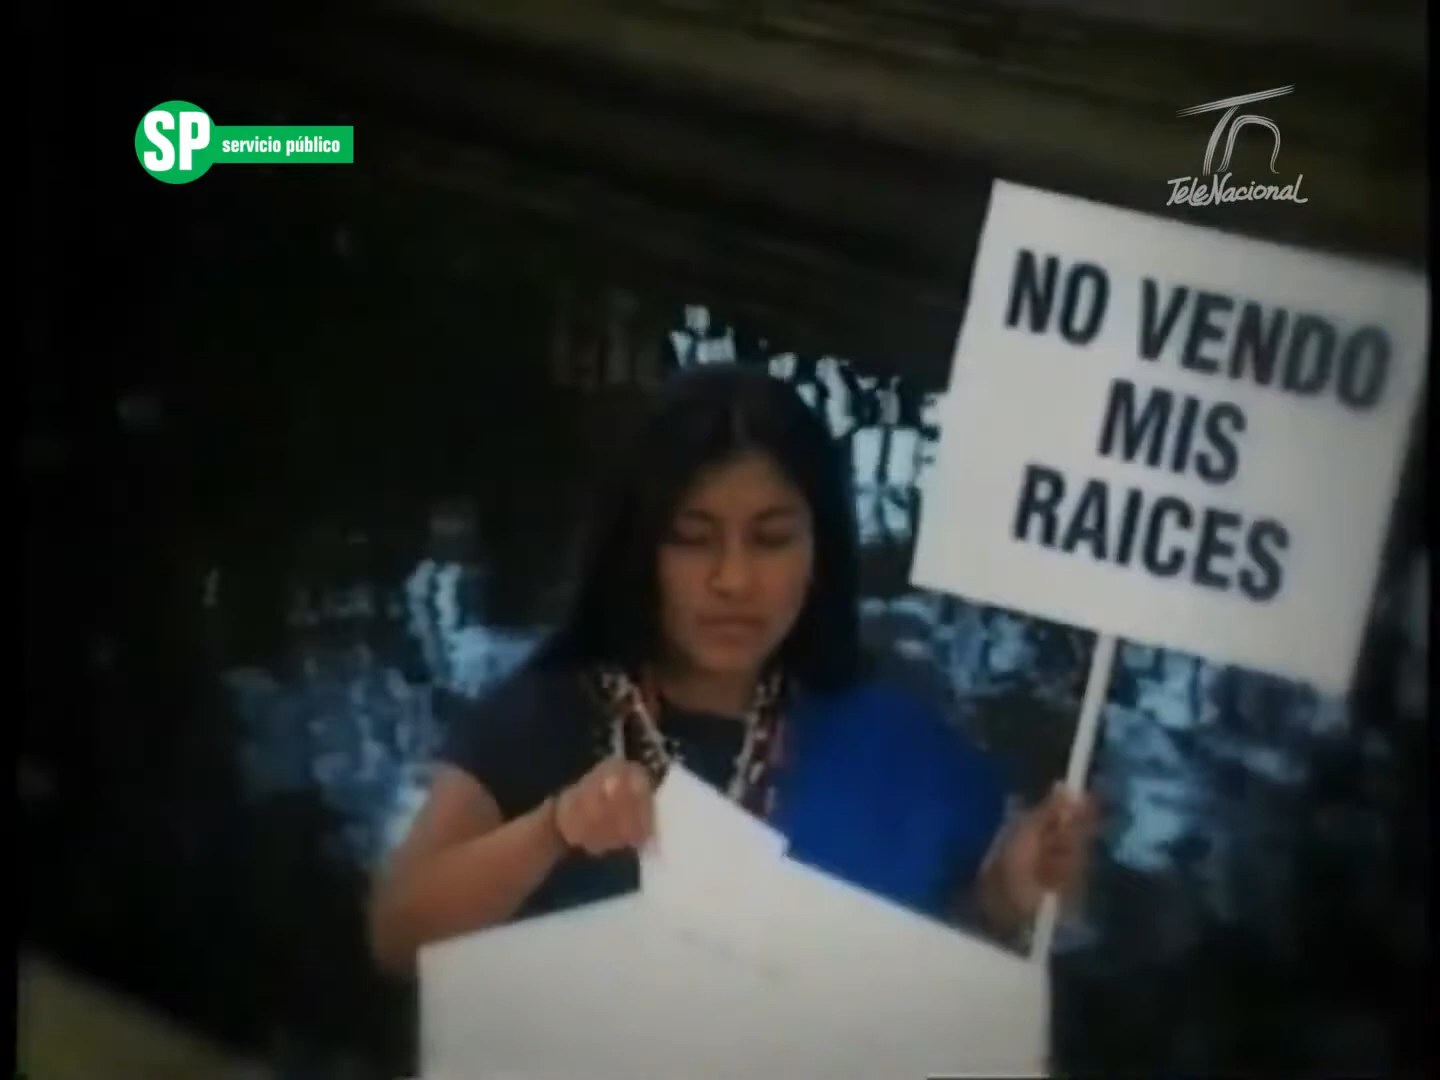 SP servicio público
TeleNacional
NO VENDO
MIS
RAICES